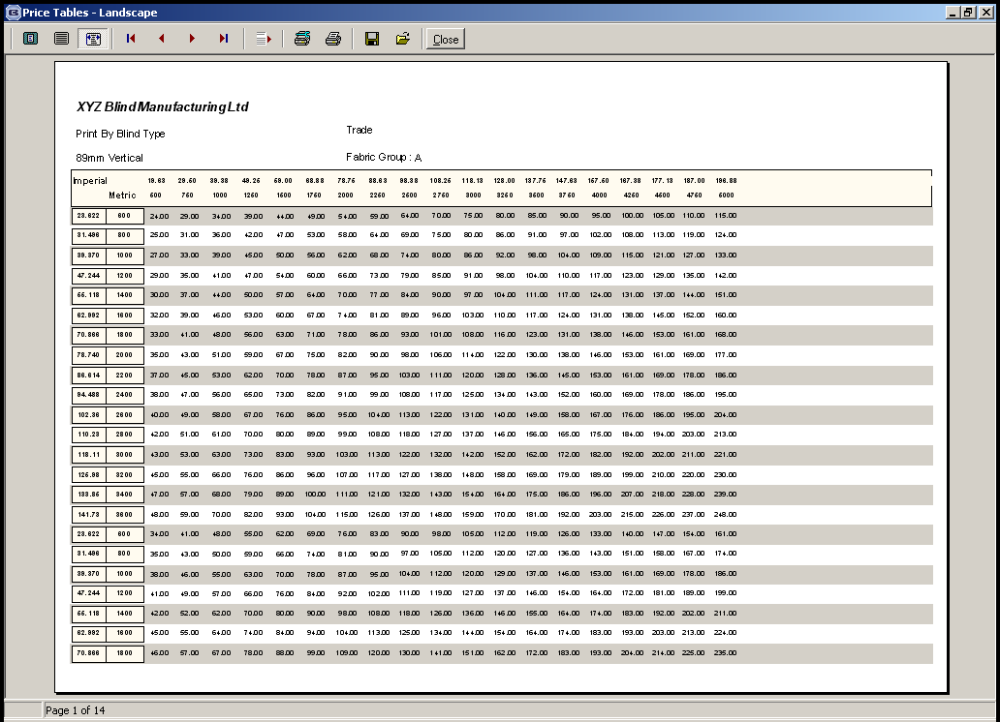 Price Tables - Landscape
Close
XYZ Blind Manufacturing Ltd
Print By Blind Type Trade
89mm Vertical Fabric Group : A
Imperial 19.63 29.50 39.38 49.25 59.00 68.88 78.75 88.63 98.38 108.25 118.13 128.00 137.75 147.63 157.50 167.38 177.13 187.00 196.88
Metric 500 750 1000 1250 1500 1750 2000 2250 2500 2750 3000 3250 3500 3750 4000 4250 4500 4750 5000
23.622 600 24.00 29.00 34.00 39.00 44.00 49.00 54.00 59.00 64.00 70.00 75.00 80.00 85.00 90.00 95.00 100.00 105.00 110.00 115.00
31.496 800 25.00 31.00 36.00 42.00 47.00 53.00 58.00 64.00 69.00 75.00 80.00 86.00 91.00 97.00 102.00 108.00 113.00 119.00 124.00
39.370 1000 27.00 33.00 39.00 45.00 50.00 56.00 62.00 68.00 74.00 80.00 86.00 92.00 98.00 104.00 109.00 115.00 121.00 127.00 133.00
47.244 1200 29.00 35.00 41.00 47.00 54.00 60.00 66.00 73.00 79.00 85.00 91.00 98.00 104.00 110.00 117.00 123.00 129.00 135.00 142.00
55.118 1400 30.00 37.00 44.00 50.00 57.00 64.00 70.00 77.00 84.00 90.00 97.00 104.00 111.00 117.00 124.00 131.00 137.00 144.00 151.00
62.992 1600 32.00 39.00 46.00 53.00 60.00 67.00 74.00 81.00 89.00 96.00 103.00 110.00 117.00 124.00 131.00 138.00 145.00 152.00 160.00
70.866 1800 33.00 41.00 48.00 56.00 63.00 71.00 78.00 86.00 93.00 101.00 108.00 116.00 123.00 131.00 138.00 146.00 153.00 161.00 168.00
78.740 2000 35.00 43.00 51.00 59.00 67.00 75.00 82.00 90.00 98.00 106.00 114.00 122.00 130.00 138.00 146.00 153.00 161.00 169.00 177.00
86.614 2200 37.00 45.00 53.00 62.00 70.00 78.00 87.00 95.00 103.00 111.00 120.00 128.00 136.00 145.00 153.00 161.00 169.00 178.00 186.00
94.488 2400 38.00 47.00 56.00 65.00 73.00 82.00 91.00 99.00 108.00 117.00 125.00 134.00 143.00 152.00 160.00 169.00 178.00 186.00 195.00
102.36 2600 40.00 49.00 58.00 67.00 76.00 86.00 95.00 104.00 113.00 122.00 131.00 140.00 149.00 158.00 167.00 176.00 186.00 195.00 204.00
110.23 2800 42.00 51.00 61.00 70.00 80.00 89.00 99.00 108.00 118.00 127.00 137.00 146.00 156.00 165.00 175.00 184.00 194.00 203.00 213.00
118.11 3000 43.00 53.00 63.00 73.00 83.00 93.00 103.00 113.00 122.00 132.00 142.00 152.00 162.00 172.00 182.00 192.00 202.00 211.00 221.00
125.98 3200 45.00 55.00 66.00 76.00 86.00 96.00 107.00 117.00 127.00 138.00 148.00 158.00 169.00 179.00 189.00 199.00 210.00 220.00 230.00
133.85 3400 47.00 57.00 68.00 79.00 89.00 100.00 111.00 121.00 132.00 143.00 154.00 164.00 175.00 186.00 196.00 207.00 218.00 228.00 239.00
141.73 3600 48.00 59.00 70.00 82.00 93.00 104.00 115.00 126.00 137.00 148.00 159.00 170.00 181.00 192.00 203.00 215.00 226.00 237.00 248.00
23.622 600 34.00 41.00 48.00 55.00 62.00 69.00 76.00 83.00 90.00 98.00 105.00 112.00 119.00 126.00 133.00 140.00 147.00 154.00 161.00
31.496 800 35.00 43.00 50.00 59.00 66.00 74.00 81.00 90.00 97.00 105.00 112.00 120.00 127.00 136.00 143.00 151.00 158.00 167.00 174.00
39.370 1000 38.00 46.00 55.00 63.00 70.00 78.00 87.00 95.00 104.00 112.00 120.00 129.00 137.00 146.00 153.00 161.00 169.00 178.00 186.00
47.244 1200 41.00 49.00 57.00 66.00 76.00 84.00 92.00 102.00 111.00 119.00 127.00 137.00 146.00 154.00 164.00 172.00 181.00 189.00 199.00
55.118 1400 42.00 52.00 62.00 70.00 80.00 90.00 98.00 108.00 118.00 126.00 136.00 146.00 155.00 164.00 174.00 183.00 192.00 202.00 211.00
62.992 1600 45.00 55.00 64.00 74.00 84.00 94.00 104.00 113.00 125.00 134.00 144.00 154.00 164.00 174.00 183.00 193.00 203.00 213.00 224.00
70.866 1800 46.00 57.00 67.00 78.00 88.00 99.00 109.00 120.00 130.00 141.00 151.00 162.00 172.00 183.00 193.00 204.00 214.00 225.00 235.00
Page 1 of 14